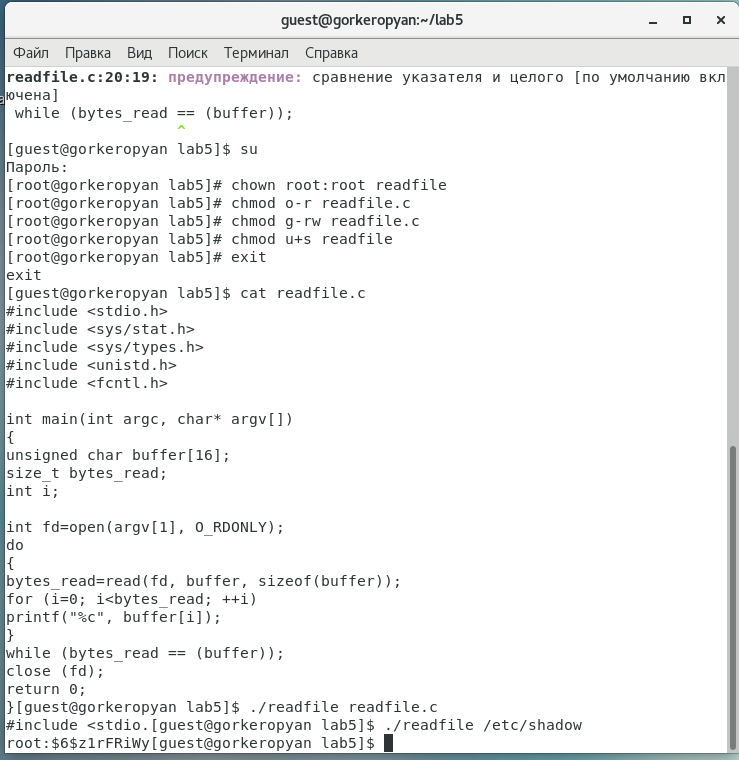 guest@gorkeropyan:~/lab5
Файл Правка Вид Поиск Терминал Справка
readfile.c:20:19: предупреждение: сравнение указателя и целого [по умолчанию вкл
ючена]
 while (bytes_read == (buffer));
                   ^
[guest@gorkeropyan lab5]$ su
Пароль:
[root@gorkeropyan lab5]# chown root:root readfile
[root@gorkeropyan lab5]# chmod o-r readfile.c
[root@gorkeropyan lab5]# chmod g-rw readfile.c
[root@gorkeropyan lab5]# chmod u+s readfile
[root@gorkeropyan lab5]# exit
exit
[guest@gorkeropyan lab5]$ cat readfile.c
#include <stdio.h>
#include <sys/stat.h>
#include <sys/types.h>
#include <unistd.h>
#include <fcntl.h>

int main(int argc, char* argv[])
{
unsigned char buffer[16];
size_t bytes_read;
int i;

int fd=open(argv[1], O_RDONLY);
do
{
bytes_read=read(fd, buffer, sizeof(buffer));
for (i=0; i<bytes_read; ++i)
printf("%c", buffer[i]);
}
while (bytes_read == (buffer));
close (fd);
return 0;
}[guest@gorkeropyan lab5]$ ./readfile readfile.c
#include <stdio.[guest@gorkeropyan lab5]$ ./readfile /etc/shadow
root:$6$z1rFRiWy[guest@gorkeropyan lab5]$